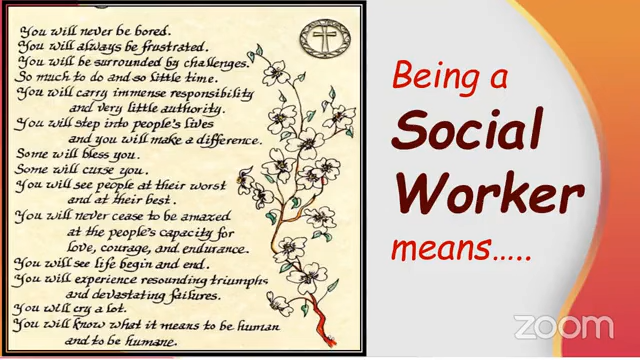 You will never be bored.
You will always be frustrated.
You will be surrounded by challenges.
So much to do and so little time.
You will carry immense responsibility
and very little authority.
You will step into people's lives
and you will make a difference.
Some will bless you.
Some will curse you.
You will see people at their worst
and at their best.
You will never cease to be amazed
at the people's capacity for
love, courage, and endurance.
You will see life begin and end.
You will experience resounding triumphs
and devastating failures.
You will cry a lot.
You will know what it means to be human
and to be humane.
Being a
Social
Worker
means.....
zoom